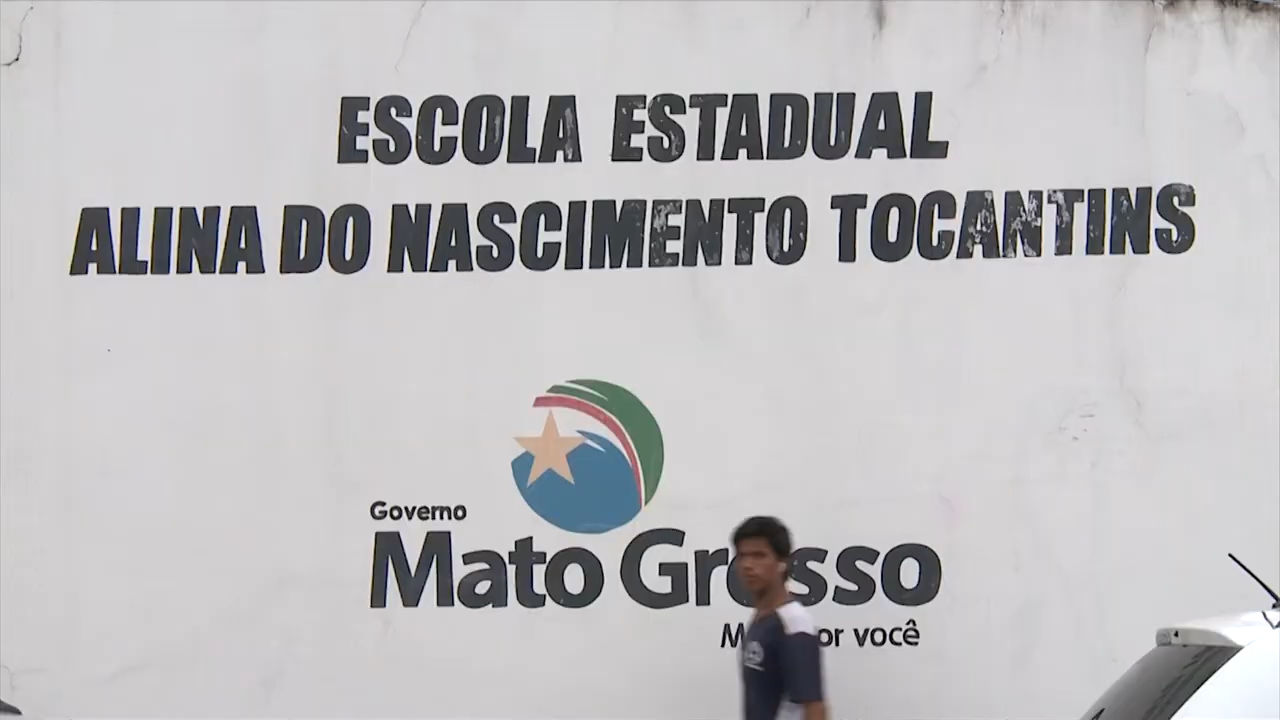 ESCOLA ESTADUAL
ALINA DO NASCIMENTO TOCANTINS
Governo
Mato Grosso
você